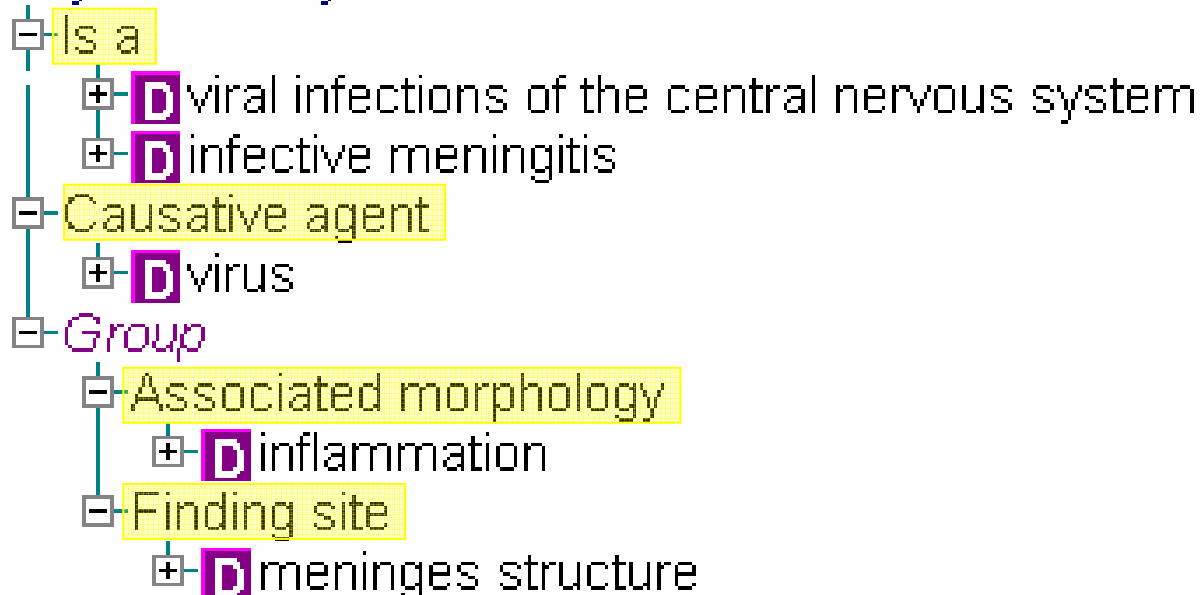 Is a
D viral infections of the central nervous system
D infective meningitis
Causative agent
D virus
Group
Associated morphology
D inflammation
Finding site
D meninges structure